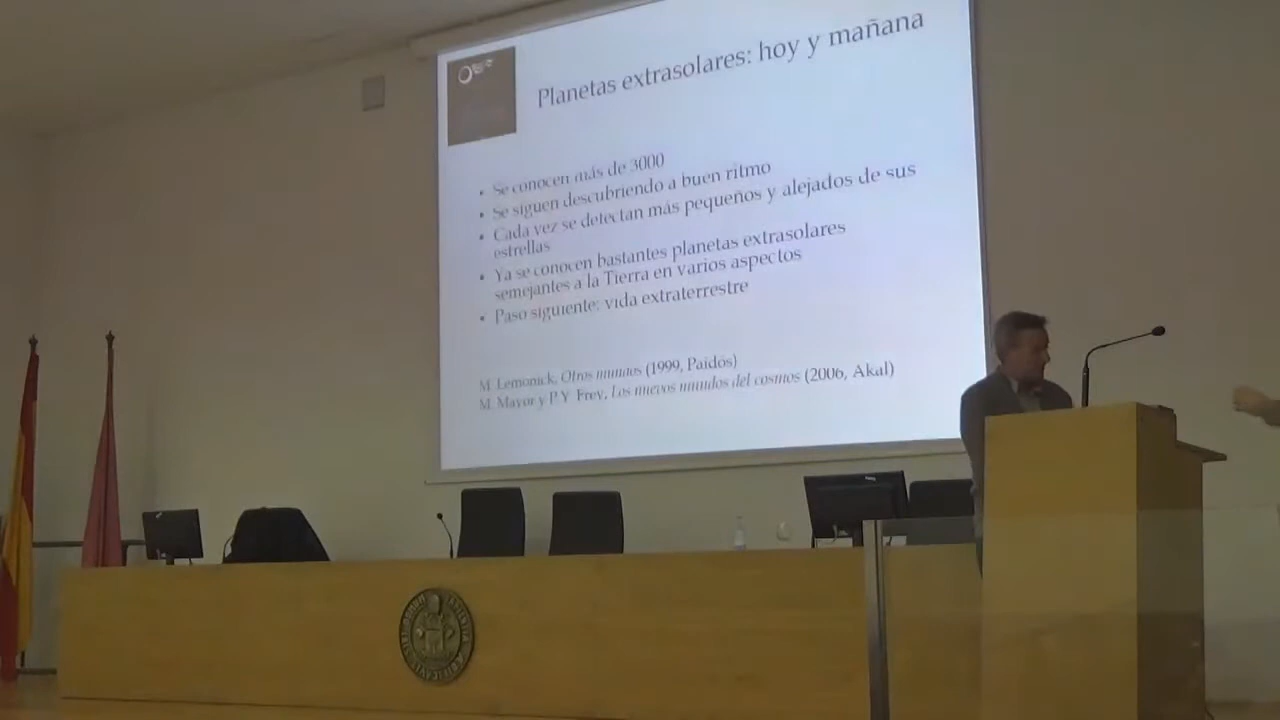 Planetas extrasolares: hoy y mañana
• Se conocen más de 3000
• Se siguen descubriendo a buen ritmo
• Cada vez se detectan más pequeños y alejados de sus
estrellas
• Ya se conocen bastantes planetas extrasolares
semejantes a la Tierra en varios aspectos
• Paso siguiente: vida extraterrestre
M. Lemonick, Otros mundos (1999, Paidós)
M. Mayor y P.Y. Frey, Los nuevos mundos del cosmos (2006, Akal)